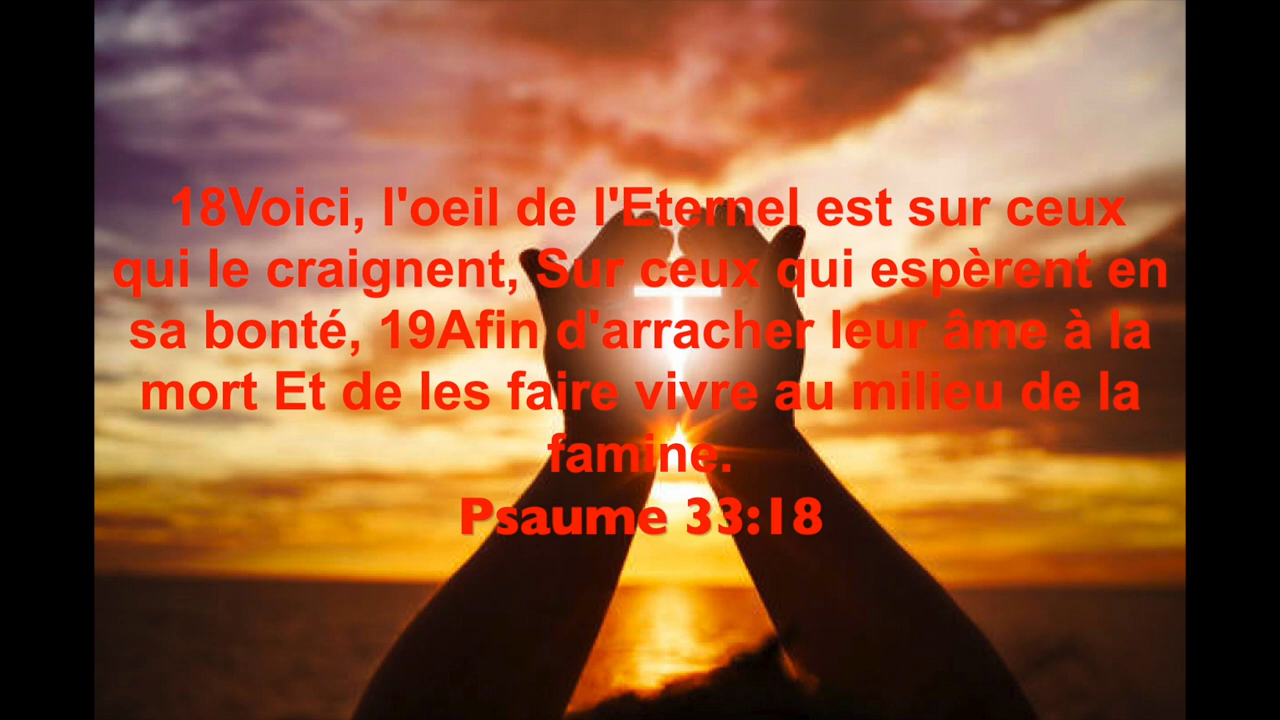 18Voici, l'oeil de l'Eternel est sur ceux
qui le craignent, Sur ceux qui espèrent en
sa bonté, 19Afin d'arracher leur âme à la
mort Et de les faire vivre au milieu de la
famine.
Psaume 33:18